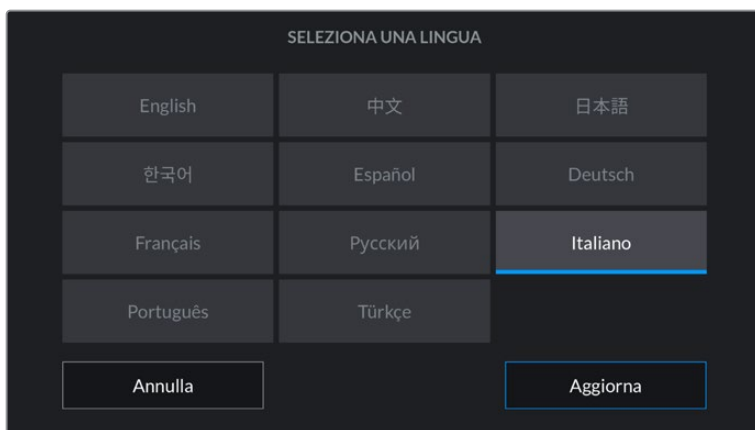 SELEZIONA UNA LINGUA
English 中文 日本語
한국어 Español Deutsch
Français Русский Italiano
Português Türkçe
Annulla Aggiorna